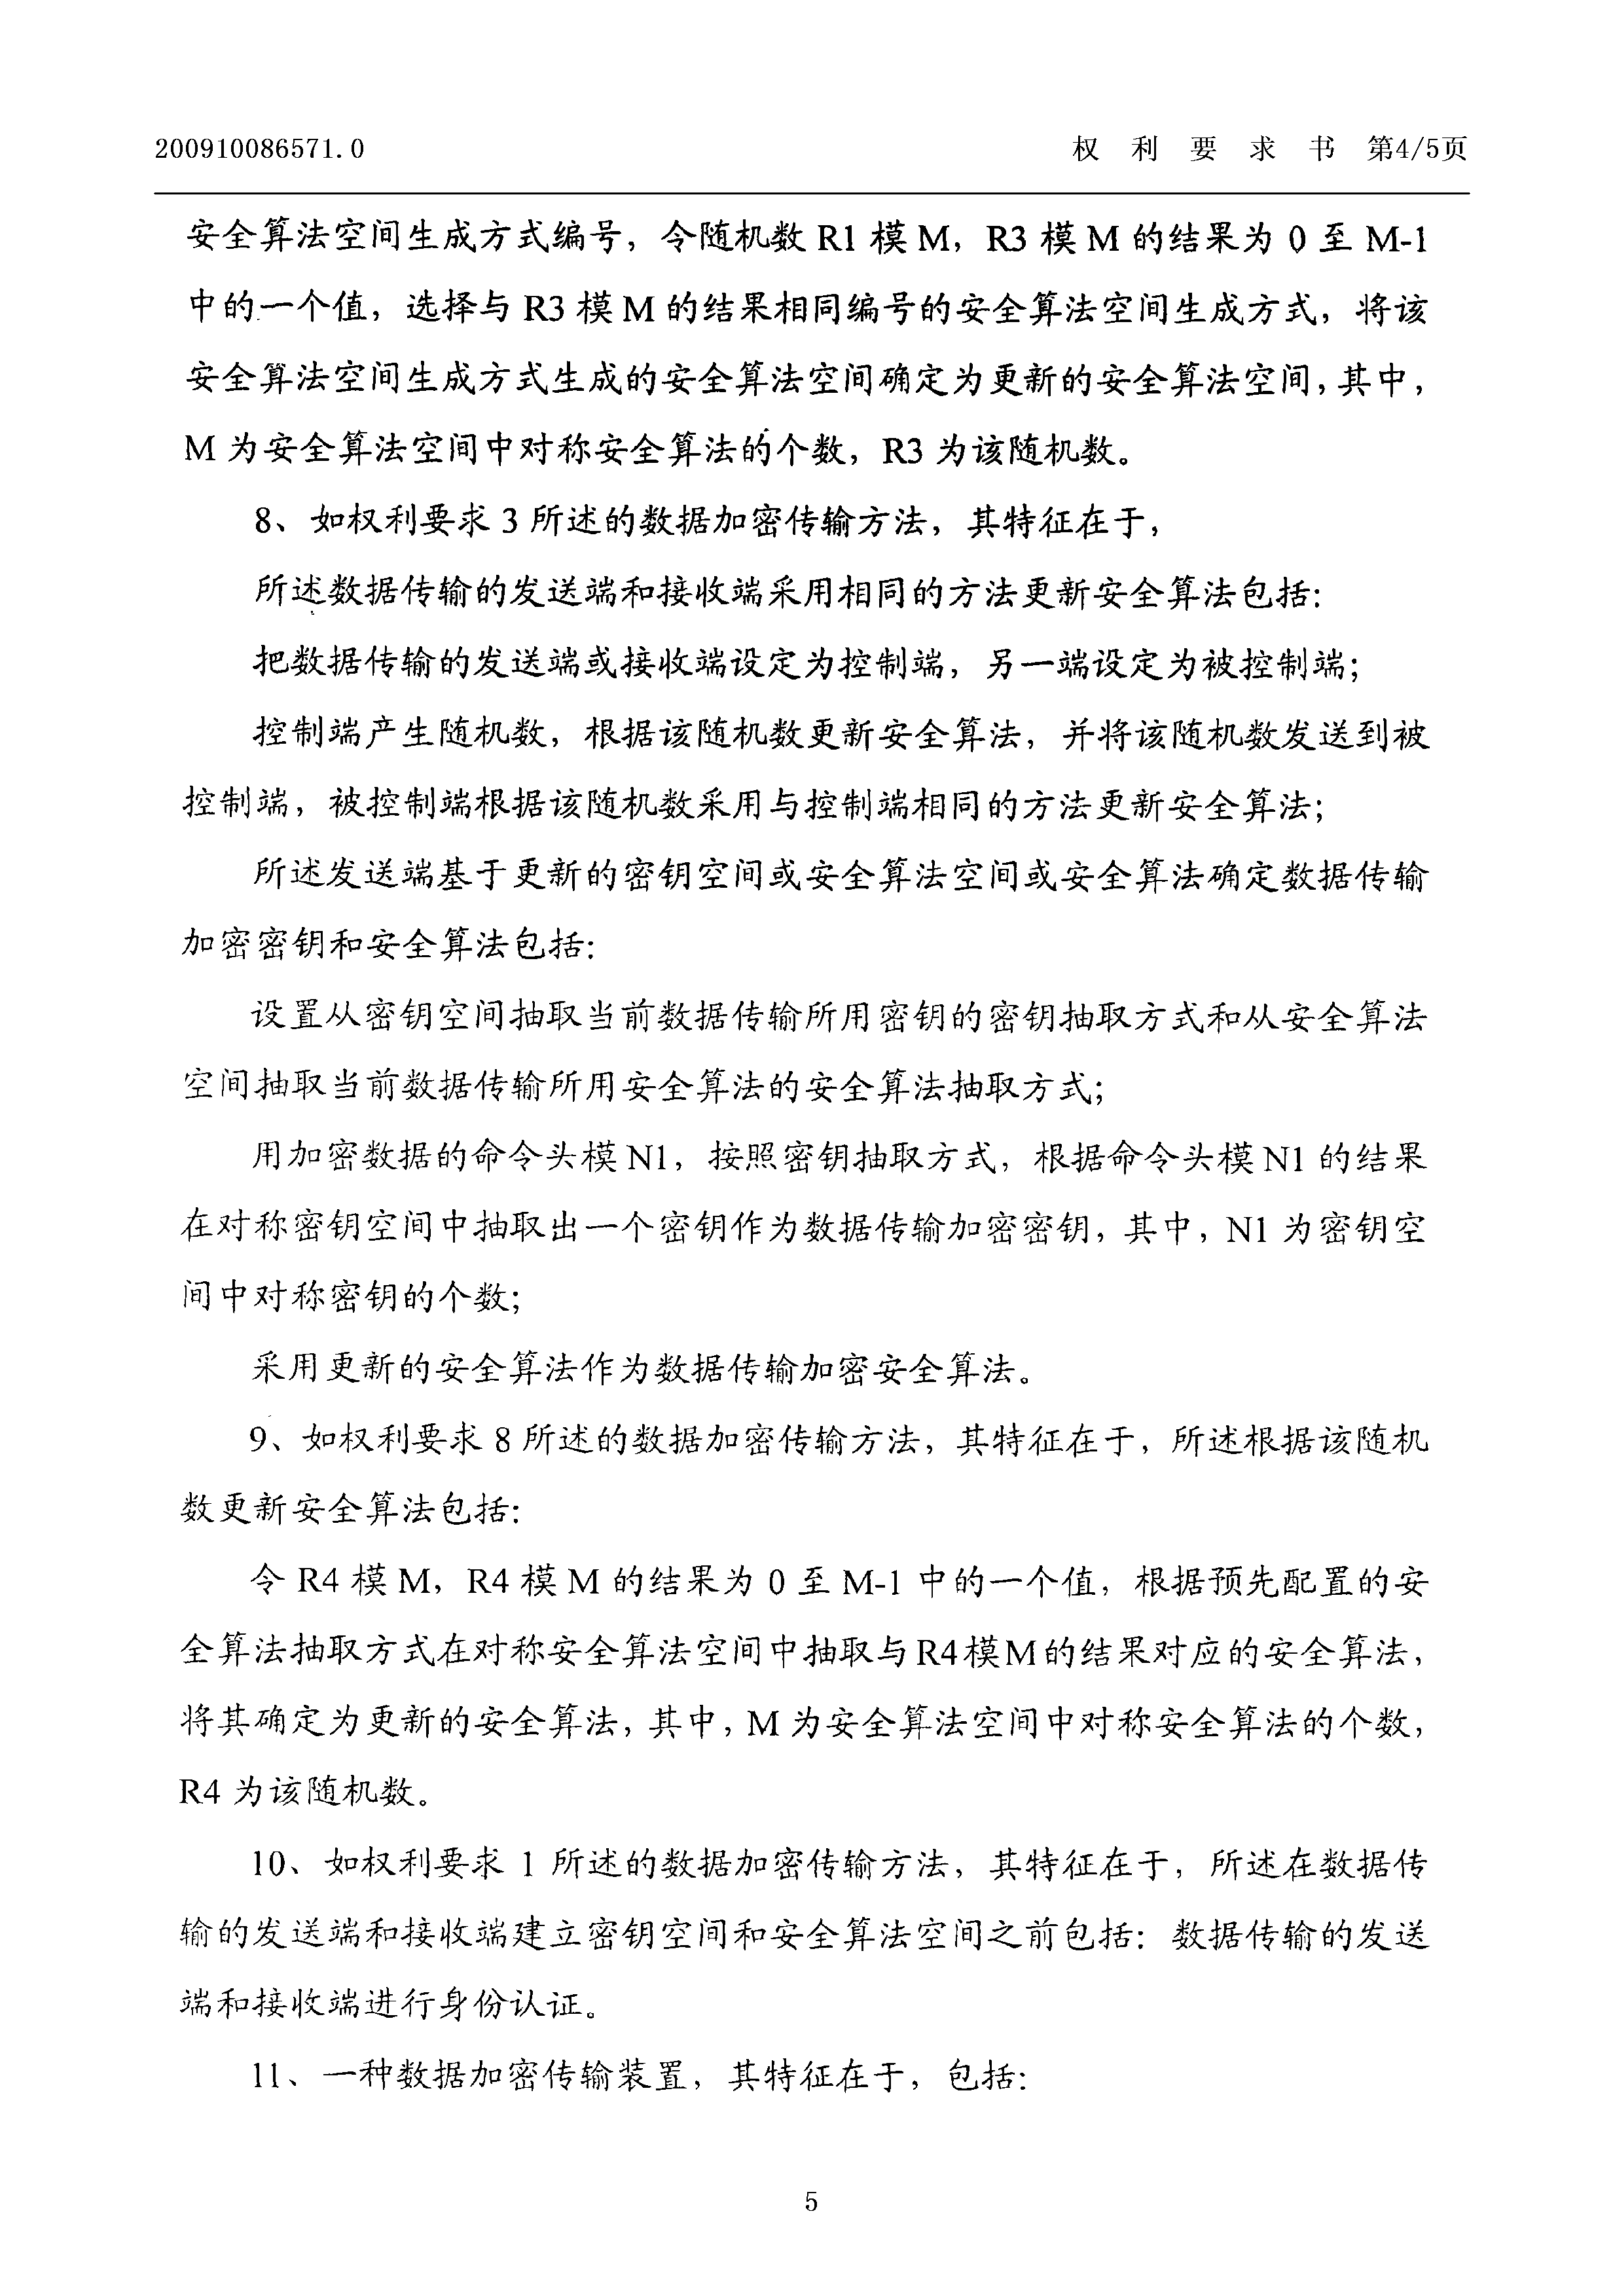 200910086571.0 权 利 要 求 书 第4/5页
安全算法空间生成方式编号，令随机数 R1 模 M，R3 模 M 的结果为 0 至 M-1
中的一个值，选择与 R3 模 M 的结果相同编号的安全算法空间生成方式，将该
安全算法空间生成方式生成的安全算法空间确定为更新的安全算法空间，其中，
M 为安全算法空间中对称安全算法的个数，R3 为该随机数。
8、如权利要求 3 所述的数据加密传输方法，其特征在于，
所述数据传输的发送端和接收端采用相同的方法更新安全算法包括：
把数据传输的发送端或接收端设定为控制端，另一端设定为被控制端；
控制端产生随机数，根据该随机数更新安全算法，并将该随机数发送到被
控制端，被控制端根据该随机数采用与控制端相同的方法更新安全算法；
所述发送端基于更新的密钥空间或安全算法空间或安全算法确定数据传输
加密密钥和安全算法包括：
设置从密钥空间抽取当前数据传输所用密钥的密钥抽取方式和从安全算法
空间抽取当前数据传输所用安全算法的安全算法抽取方式；
用加密数据的命令头模 N1，按照密钥抽取方式，根据命令头模 N1 的结果
在对称密钥空间中抽取出一个密钥作为数据传输加密密钥，其中，N1 为密钥空
间中对称密钥的个数；
采用更新的安全算法作为数据传输加密安全算法。
9、如权利要求 8 所述的数据加密传输方法，其特征在于，所述根据该随机
数更新安全算法包括：
令 R4 模 M，R4 模 M 的结果为 0 至 M-1 中的一个值，根据预先配置的安
全算法抽取方式在对称安全算法空间中抽取与 R4 模 M 的结果对应的安全算法，
将其确定为更新的安全算法，其中，M 为安全算法空间中对称安全算法的个数，
R4 为该随机数。
10、如权利要求 1 所述的数据加密传输方法，其特征在于，所述在数据传
输的发送端和接收端建立密钥空间和安全算法空间之前包括：数据传输的发送
端和接收端进行身份认证。
11、一种数据加密传输装置，其特征在于，包括：
5